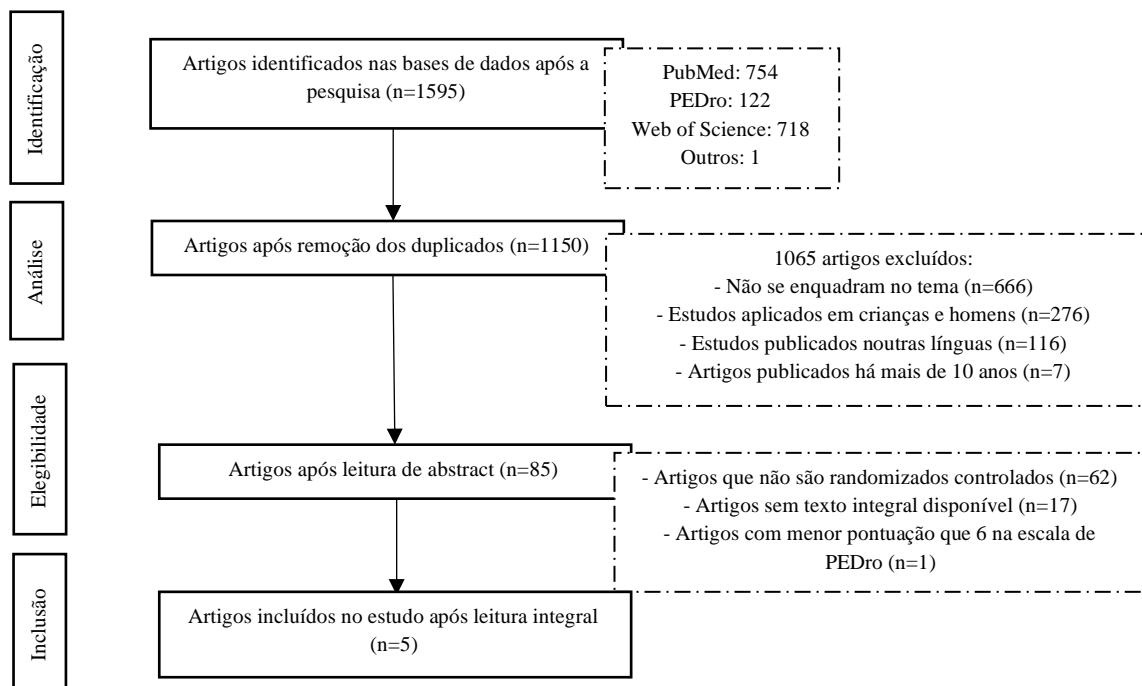 Identificação
Artigos identificados nas bases de dados após a
pesquisa (n=1595)
PubMed: 754
PEDro: 122
Web of Science: 718
Outros: 1
Análise
Artigos após remoção dos duplicados (n=1150)
1065 artigos excluídos:
- Não se enquadram no tema (n=666)
- Estudos aplicados em crianças e homens (n=276)
- Estudos publicados noutras línguas (n=116)
- Artigos publicados há mais de 10 anos (n=7)
Elegibilidade
Artigos após leitura de abstract (n=85)
- Artigos que não são randomizados controlados (n=62)
- Artigos sem texto integral disponível (n=17)
- Artigos com menor pontuação que 6 na escala de
PEDro (n=1)
Inclusão
Artigos incluídos no estudo após leitura integral
(n=5)